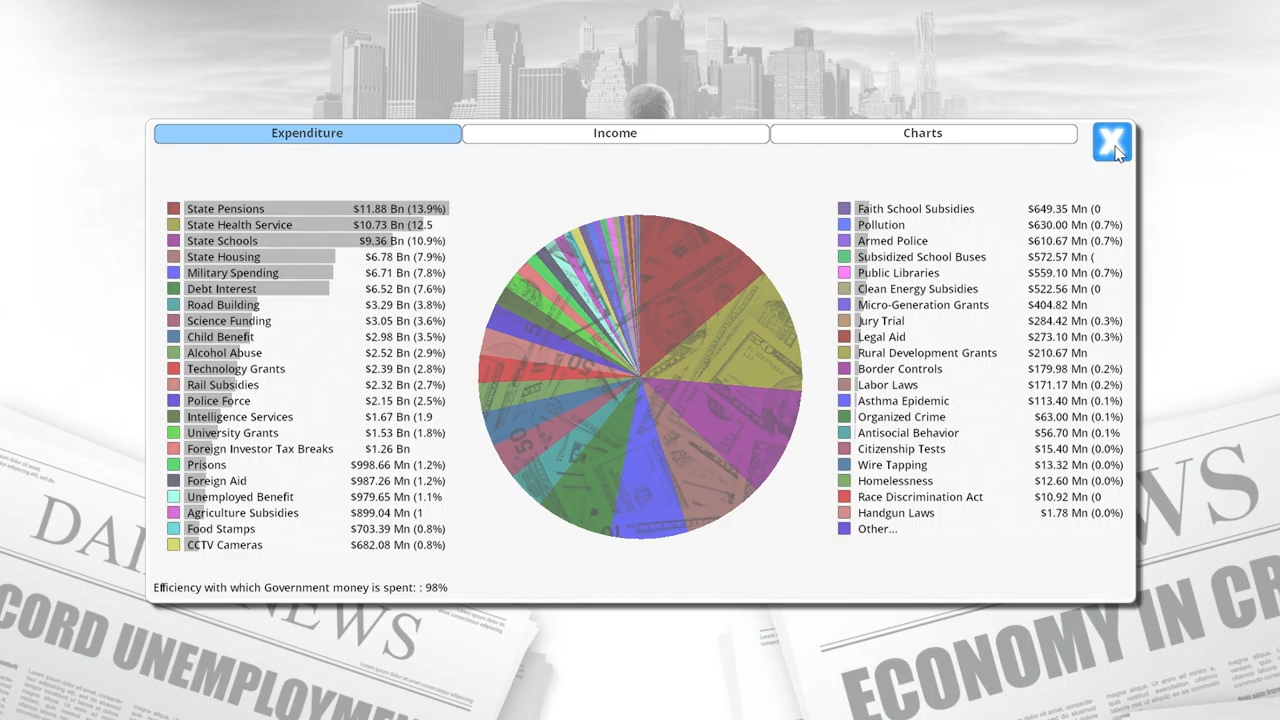 Expenditure
Income
Charts
X
State Pensions $11.88 Bn (13.9%)
State Health Service $10.73 Bn (12.5
State Schools $9.36 Bn (10.9%)
State Housing $6.78 Bn (7.9%)
Military Spending $6.71 Bn (7.8%)
Debt Interest $6.52 Bn (7.6%)
Road Building $3.29 Bn (3.8%)
Science Funding $3.05 Bn (3.6%)
Child Benefit $2.98 Bn (3.5%)
Alcohol Abuse $2.52 Bn (2.9%)
Technology Grants $2.39 Bn (2.8%)
Rail Subsidies $2.32 Bn (2.7%)
Police Force $2.15 Bn (2.5%)
Intelligence Services $1.67 Bn (1.9
University Grants $1.53 Bn (1.8%)
Foreign Investor Tax Breaks $1.26 Bn
Prisons $998.66 Mn (1.2%)
Foreign Aid $987.26 Mn (1.2%)
Unemployed Benefit $979.65 Mn (1.1%
Agriculture Subsidies $899.04 Mn (1
Food Stamps $703.39 Mn (0.8%)
CCTV Cameras $682.08 Mn (0.8%)
Faith School Subsidies $649.35 Mn (0
Pollution $630.00 Mn (0.7%)
Armed Police $610.67 Mn (0.7%)
Subsidized School Buses $572.57 Mn (
Public Libraries $559.10 Mn (0.7%)
Clean Energy Subsidies $522.56 Mn (0
Micro-Generation Grants $404.82 Mn
Jury Trial $284.42 Mn (0.3%)
Legal Aid $273.10 Mn (0.3%)
Rural Development Grants $210.67 Mn
Border Controls $179.98 Mn (0.2%)
Labor Laws $171.17 Mn (0.2%)
Asthma Epidemic $113.40 Mn (0.1%)
Organized Crime $63.00 Mn (0.1%)
Antisocial Behavior $56.70 Mn (0.1%
Citizenship Tests $15.40 Mn (0.0%)
Wire Tapping $13.32 Mn (0.0%)
Homelessness $12.60 Mn (0.0%)
Race Discrimination Act $10.92 Mn (0
Handgun Laws $1.78 Mn (0.0%)
Other...
Efficiency with which Government money is spent: : 98%
DAI
NEWS
CORD UNEMPLOYME
WS
ECONOMY IN CR